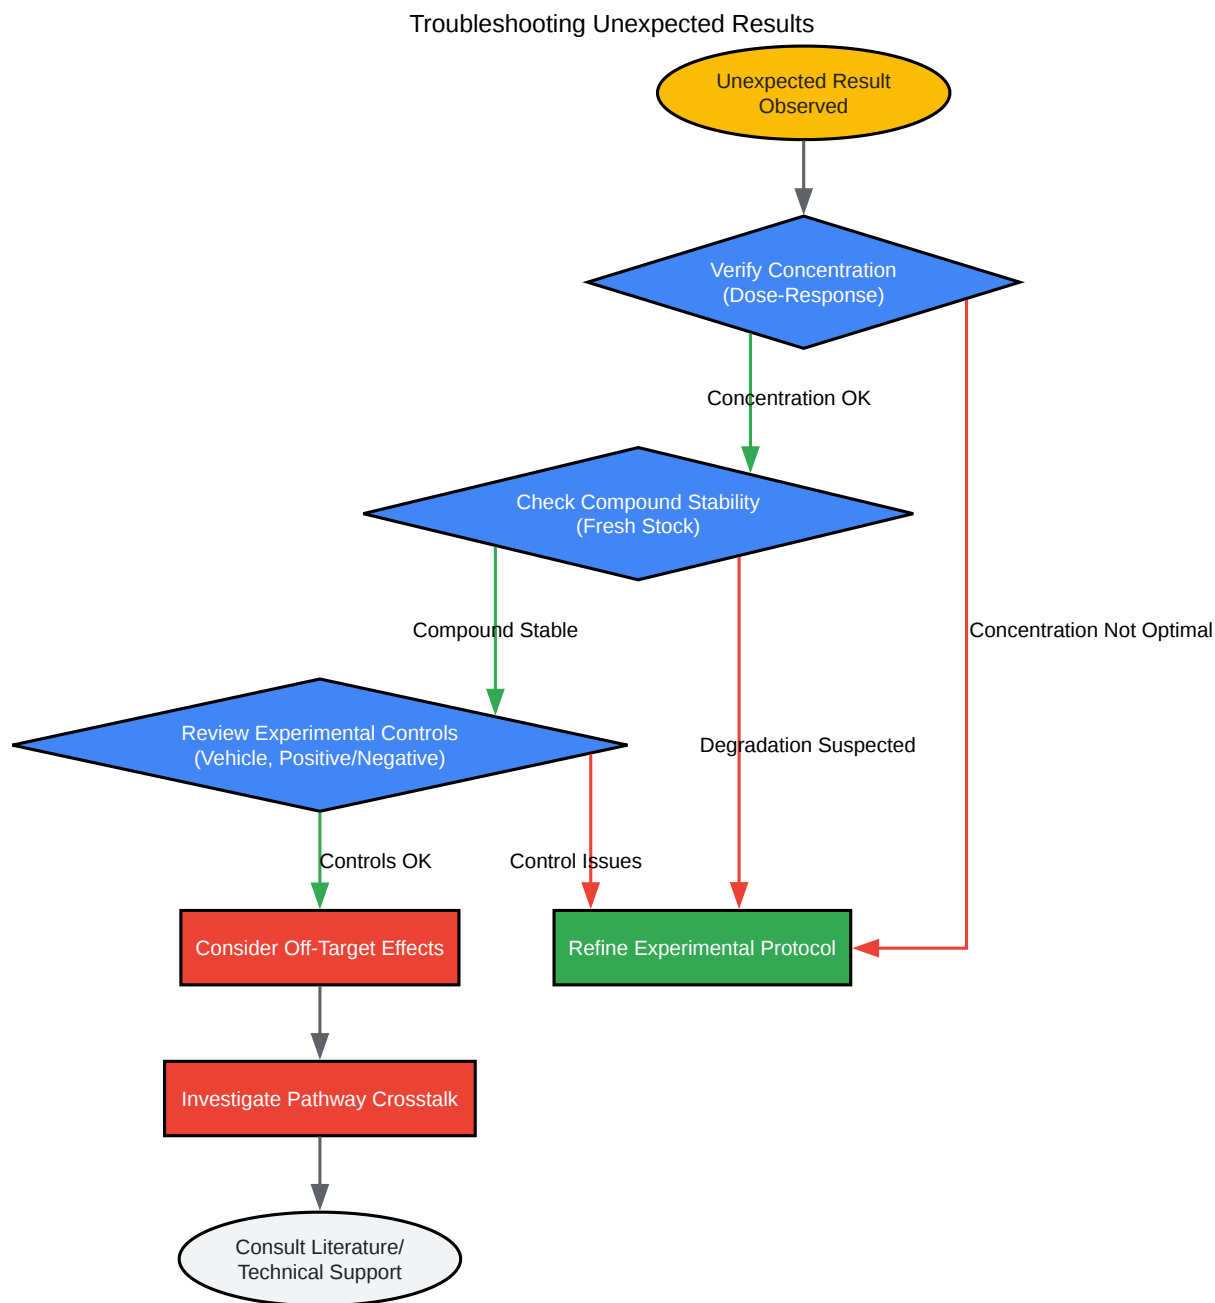 Troubleshooting Unexpected Results
Unexpected Result
Observed
Verify Concentration
(Dose-Response)
Concentration OK
Check Compound Stability
(Fresh Stock)
Compound Stable
Concentration Not Optimal
Review Experimental Controls
(Vehicle, Positive/Negative)
Degradation Suspected
Controls OK
Control Issues
Consider Off-Target Effects
Refine Experimental Protocol
Investigate Pathway Crosstalk
Consult Literature/
Technical Support